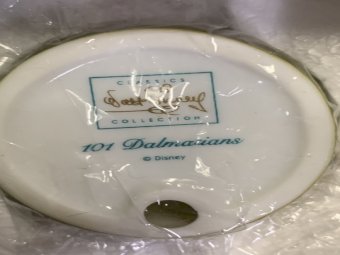 CLASSICS
Walt Disney
COLLECTION
101 Dalmatians
© Disney